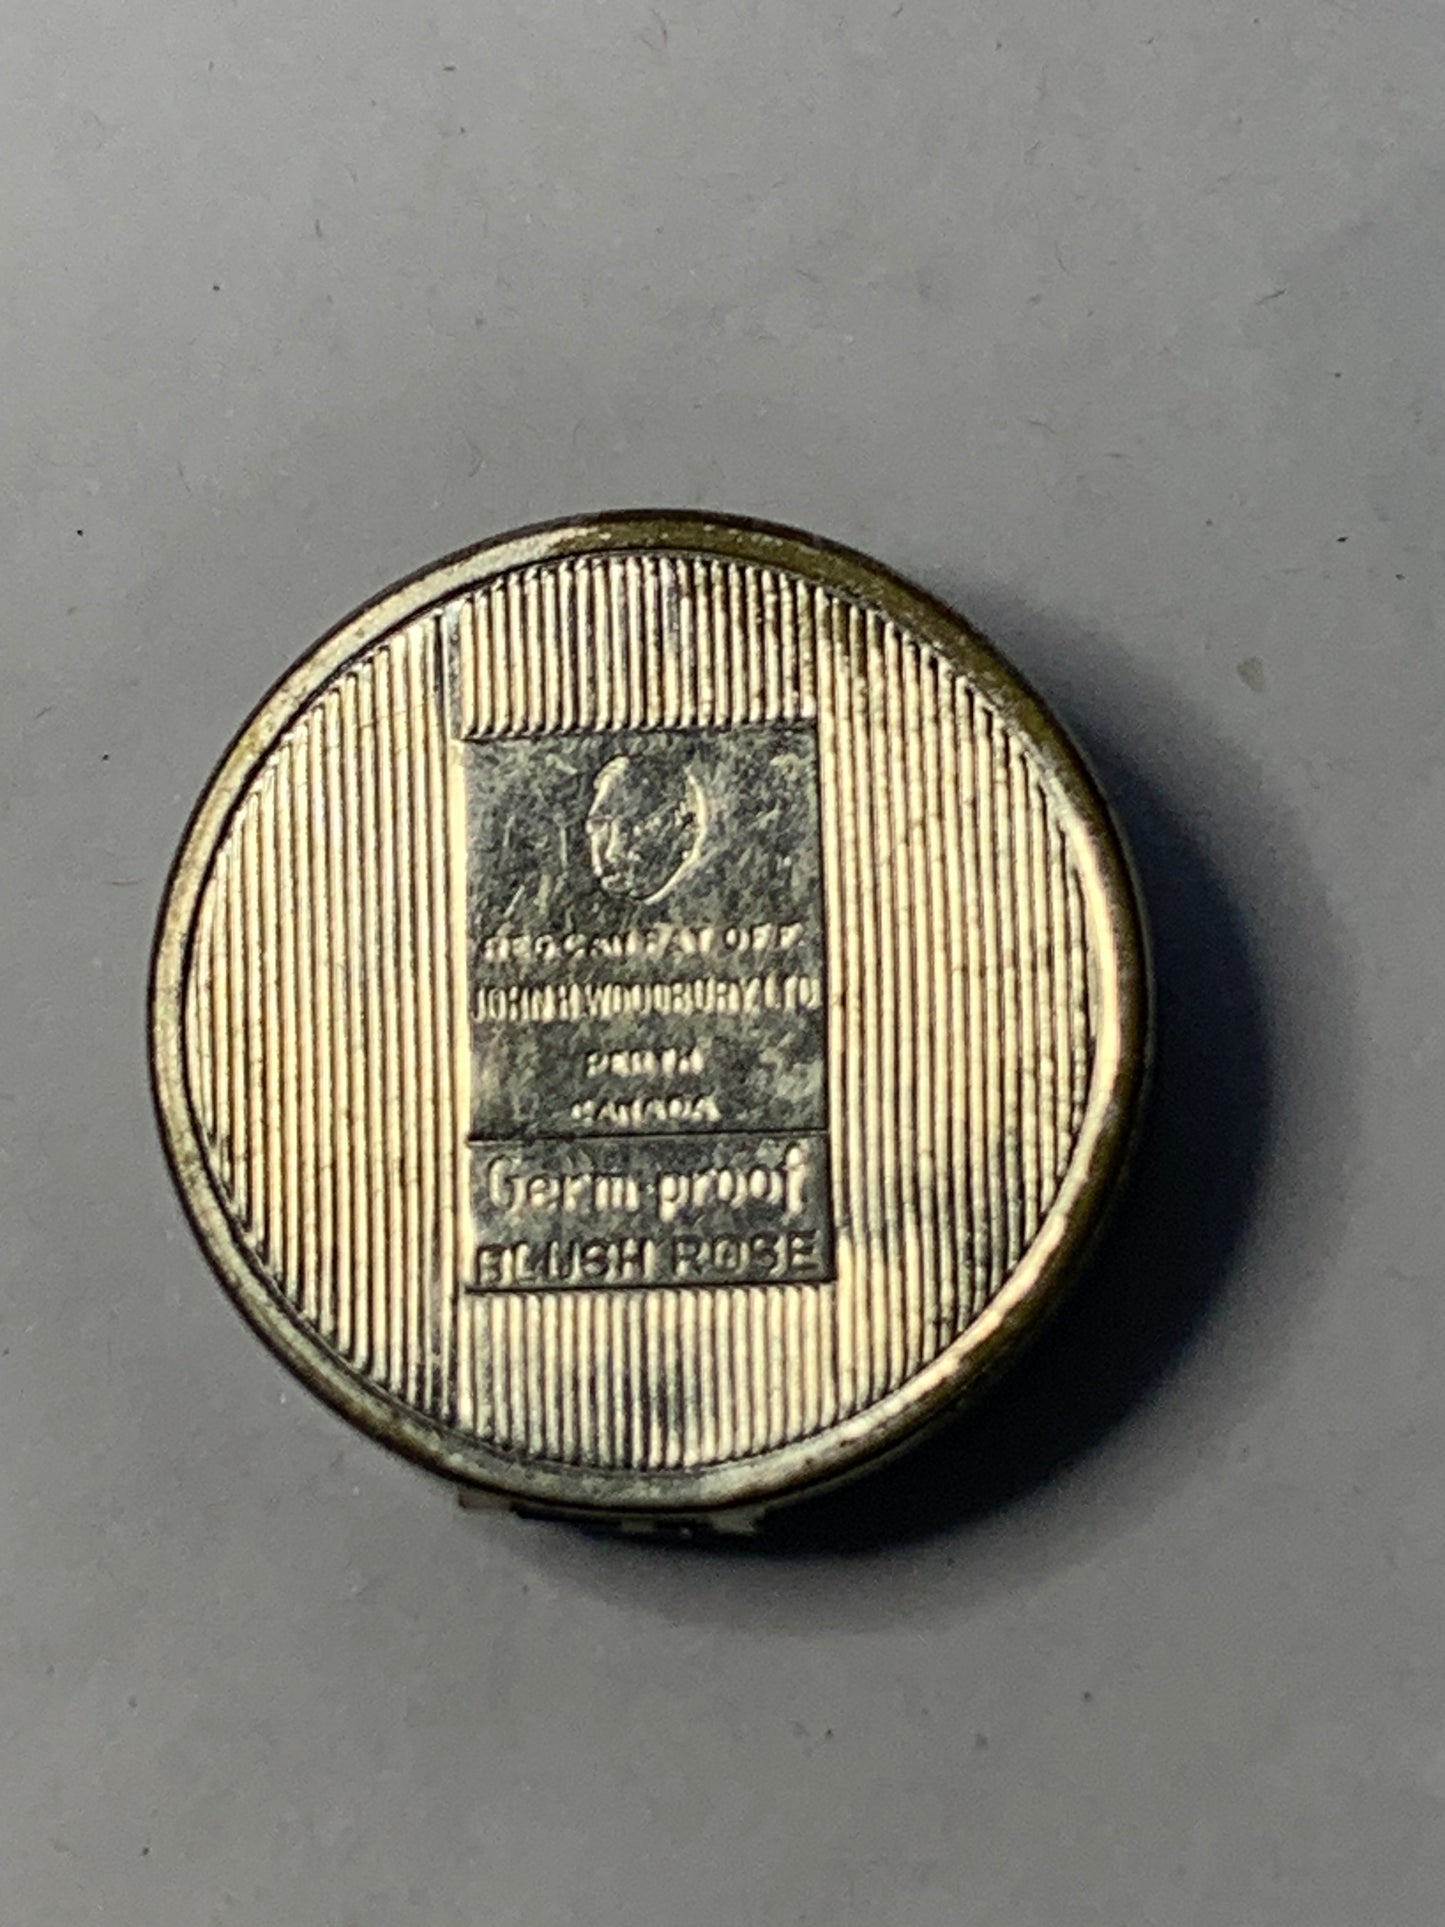 REG. CAN. PAT. OFF.
JOHN H. WOODBURY, LTD.
PERTH
CANADA
Germ-proof
BLUSH ROSE